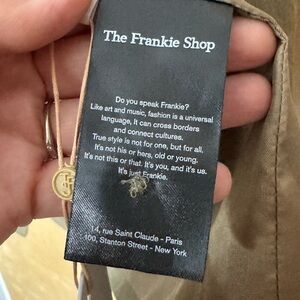 The Frankie Shop
Do you speak Frankie?
Like art and music, fashion is a universal
language, It can cross borders
and connect cultures.
True style is not for one, but for all.
It's not his or hers, old or young.
It's not this or that. It's you, and it's us.
It's just Frankie.
14, rue Saint Claude - Paris
100, Stanton Street - New York